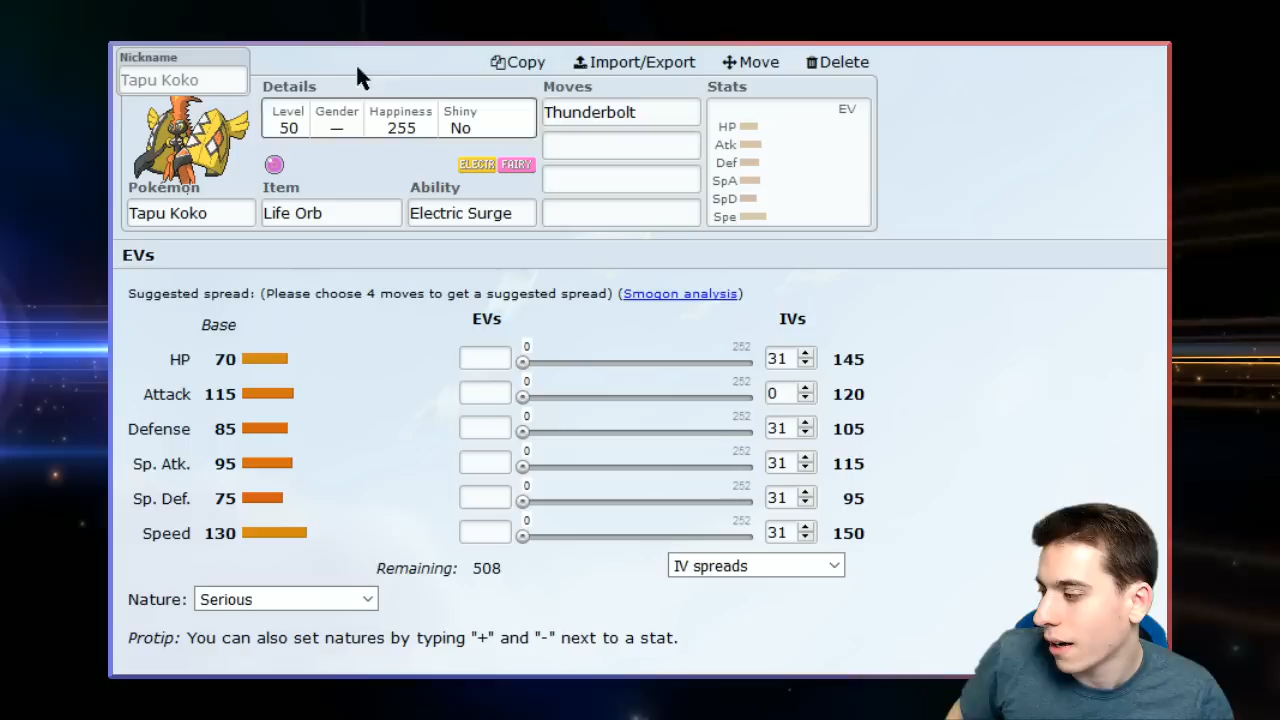 Nickname
Tapu Koko
Copy Import/Export Move Delete
Details Moves Stats
Level Gender Happiness Shiny
50 — 255 No
Thunderbolt
EV
HP
Atk
Def
SpA
SpD
Spe
ELECTR FAIRY
Pokémon Item Ability
Tapu Koko Life Orb Electric Surge
EVs
Suggested spread: (Please choose 4 moves to get a suggested spread) (Smogon analysis)
Base EVs IVs
HP 70 0 252 31 145
Attack 115 0 252 0 120
Defense 85 0 252 31 105
Sp. Atk. 95 0 252 31 115
Sp. Def. 75 0 252 31 95
Speed 130 0 252 31 150
Remaining: 508 IV spreads
Nature: Serious
Protip: You can also set natures by typing "+" and "-" next to a stat.